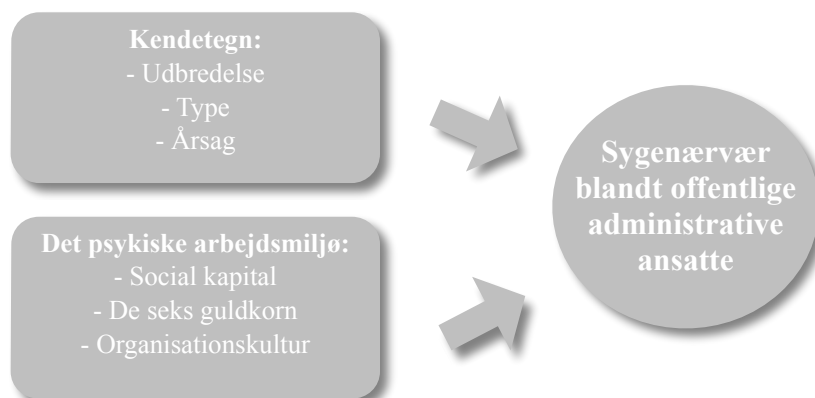 Kendetegn:
- Udbredelse
- Type
- Årsag
Det psykiske arbejdsmiljø:
- Social kapital
- De seks guldkorn
- Organisationskultur
Sygenærvær
blandt offentlige
administrative
ansatte